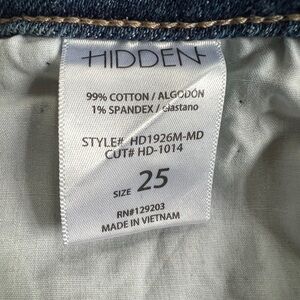 HIDDEN
99% COTTON / ALGODÓN
1% SPANDEX / elastano
STYLE# HD1926M-MD
CUT# HD-1014
SIZE 25
RN#129203
MADE IN VIETNAM